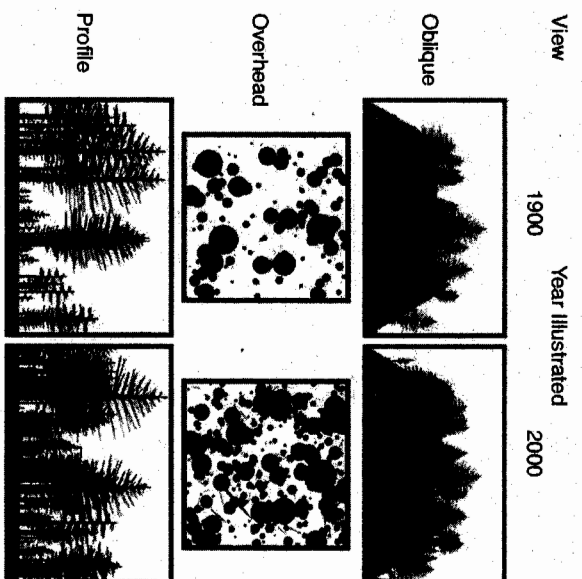 View
Year Illustrated
1900
2000
Oblique
Overhead
Profile